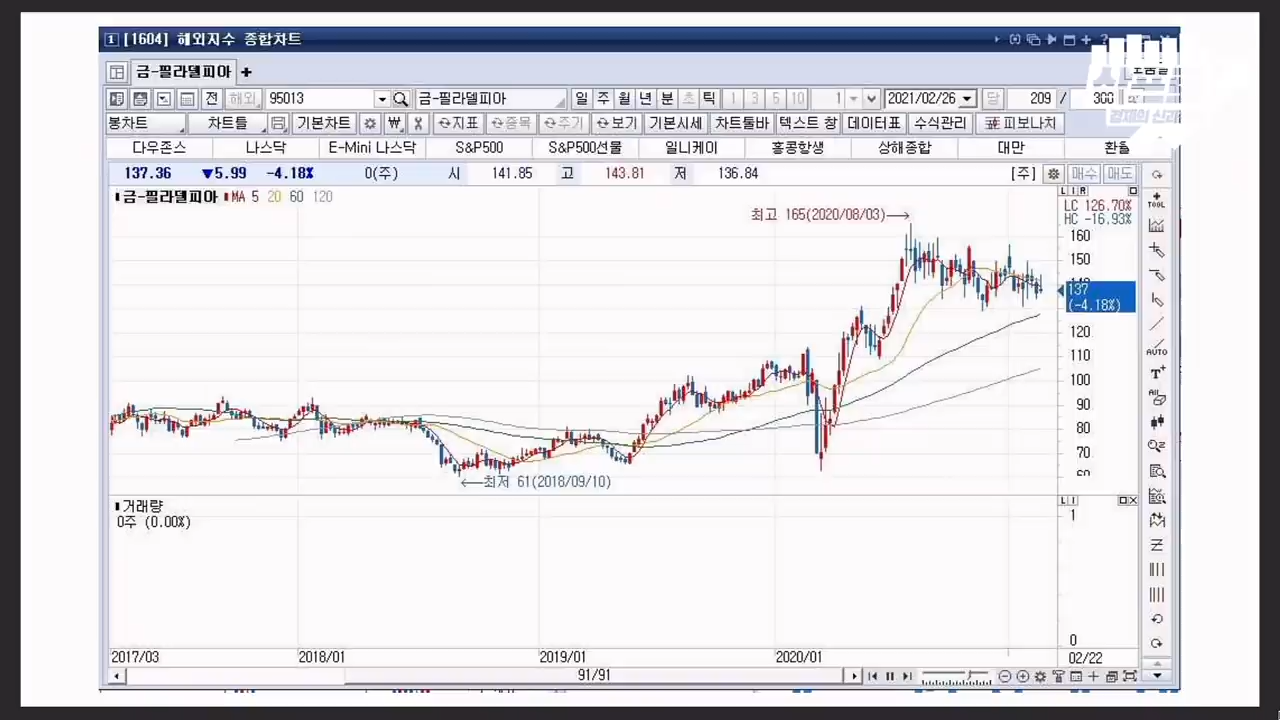 1 [1604] 해외지수 종합차트
금-필라델피아 +
전 해외 95013 금-필라델피아 일 주 월 년 분 초 틱 3 5 10 1 2021/02/26 당 209 / 300
봉차트 차트틀 기본차트 ₩ 지표 종목 주기 보기 기본시세 차트툴바 텍스트 창 데이터표 수식관리 피보나치
다우존스 나스닥 E-Mini 나스닥 S&P500 S&P500선물 일니케이 홍콩항생 상해종합 대만 환율
137.36 ▼5.99 -4.18% 0(주) 시 141.85 고 143.81 저 136.84 [주] 매수 매도
금-필라델피아 MA 5 20 60 120
LC 126.70%
HC -16.93%
최고 165(2020/08/03)
160
150
137
(-4.18%)
120
110
100
90
80
70
최저 61(2018/09/10)
거래량
0주 (0.00%)
1
0
2017/03 2018/01 2019/01 2020/01 02/22
91/91
TOOL
AUTO
T
ALL